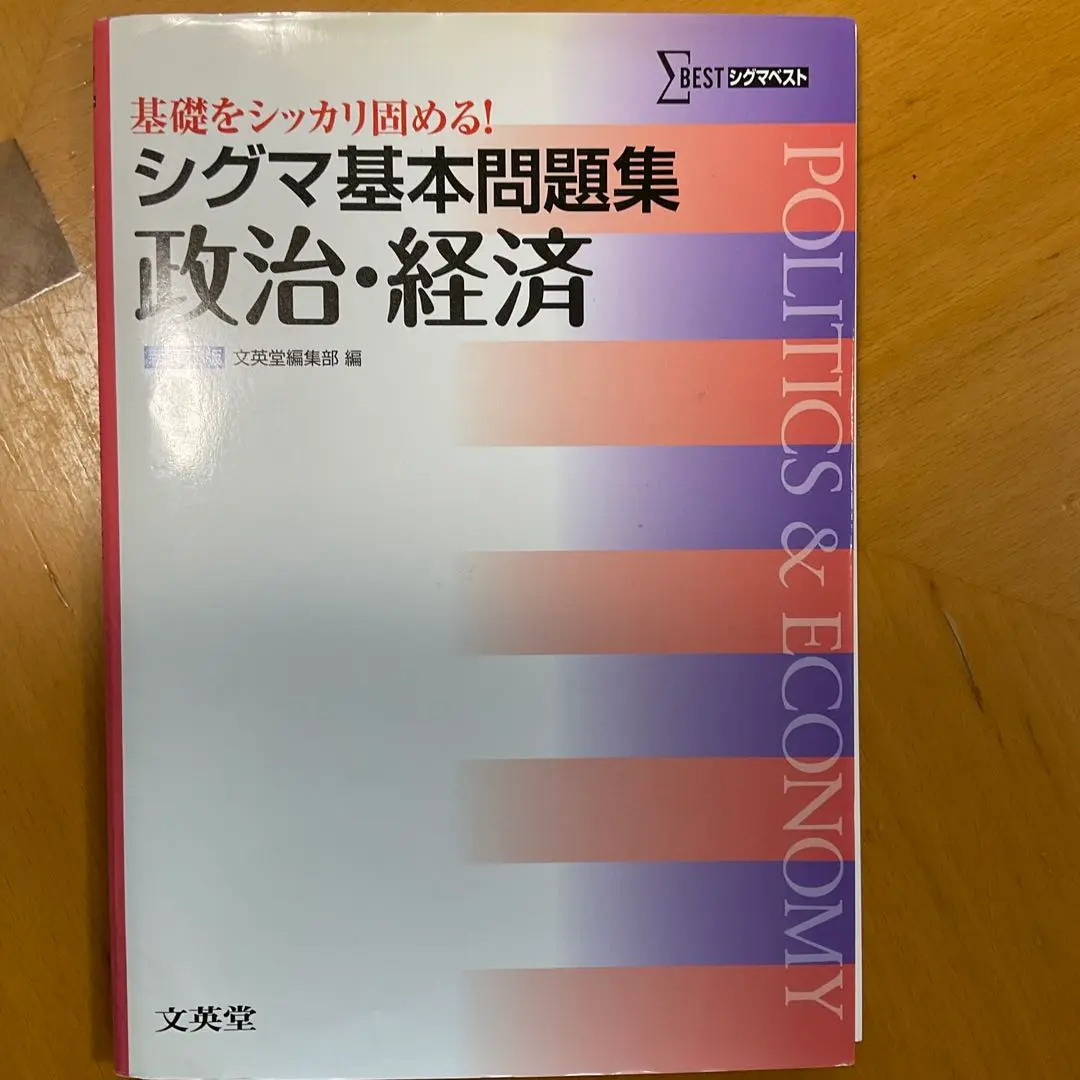 ΣBEST シグマベスト
基礎をシッカリ固める!
シグマ基本問題集
政治・経済
文英堂編集部 編
POLITICS & ECONOMY
文英堂